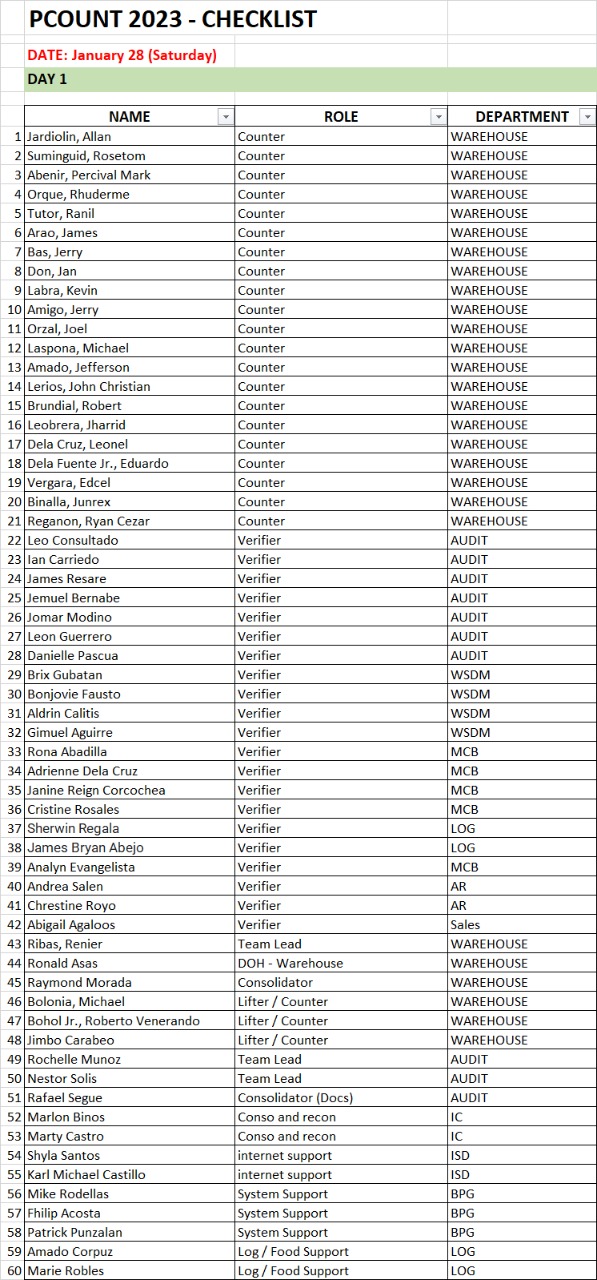 PCOUNT 2023 - CHECKLIST
DATE: January 28 (Saturday)
DAY 1
NAME ROLE DEPARTMENT
1 Jardiolin, Allan Counter WAREHOUSE
2 Suminguid, Rosetom Counter WAREHOUSE
3 Abenir, Percival Mark Counter WAREHOUSE
4 Orque, Rhuderme Counter WAREHOUSE
5 Tutor, Ranil Counter WAREHOUSE
6 Arao, James Counter WAREHOUSE
7 Bas, Jerry Counter WAREHOUSE
8 Don, Jan Counter WAREHOUSE
9 Labra, Kevin Counter WAREHOUSE
10 Amigo, Jerry Counter WAREHOUSE
11 Orzal, Joel Counter WAREHOUSE
12 Laspona, Michael Counter WAREHOUSE
13 Amado, Jefferson Counter WAREHOUSE
14 Lerios, John Christian Counter WAREHOUSE
15 Brundial, Robert Counter WAREHOUSE
16 Leobrera, Jharrid Counter WAREHOUSE
17 Dela Cruz, Leonel Counter WAREHOUSE
18 Dela Fuente Jr., Eduardo Counter WAREHOUSE
19 Vergara, Edcel Counter WAREHOUSE
20 Binalla, Junrex Counter WAREHOUSE
21 Reganon, Ryan Cezar Counter WAREHOUSE
22 Leo Consultado Verifier AUDIT
23 Ian Carriedo Verifier AUDIT
24 James Resare Verifier AUDIT
25 Jemuel Bernabe Verifier AUDIT
26 Jomar Modino Verifier AUDIT
27 Leon Guerrero Verifier AUDIT
28 Danielle Pascua Verifier AUDIT
29 Brix Gubatan Verifier WSDM
30 Bonjovie Fausto Verifier WSDM
31 Aldrin Calitis Verifier WSDM
32 Gimuel Aguirre Verifier WSDM
33 Rona Abadilla Verifier MCB
34 Adrienne Dela Cruz Verifier MCB
35 Janine Reign Corcochea Verifier MCB
36 Cristine Rosales Verifier MCB
37 Sherwin Regala Verifier LOG
38 James Bryan Abejo Verifier LOG
39 Analyn Evangelista Verifier MCB
40 Andrea Salen Verifier AR
41 Chrestine Royo Verifier AR
42 Abigail Agaloos Verifier Sales
43 Ribas, Renier Team Lead WAREHOUSE
44 Ronald Asas DOH - Warehouse WAREHOUSE
45 Raymond Morada Consolidator WAREHOUSE
46 Bolonia, Michael Lifter / Counter WAREHOUSE
47 Bohol Jr., Roberto Venerando Lifter / Counter WAREHOUSE
48 Jimbo Carabeo Lifter / Counter WAREHOUSE
49 Rochelle Munoz Team Lead AUDIT
50 Nestor Solis Team Lead AUDIT
51 Rafael Segue Consolidator (Docs) AUDIT
52 Marlon Binos Conso and recon IC
53 Marty Castro Conso and recon IC
54 Shyla Santos internet support ISD
55 Karl Michael Castillo internet support ISD
56 Mike Rodellas System Support BPG
57 Fhilip Acosta System Support BPG
58 Patrick Punzalan System Support BPG
59 Amado Corpuz Log / Food Support LOG
60 Marie Robles Log / Food Support LOG